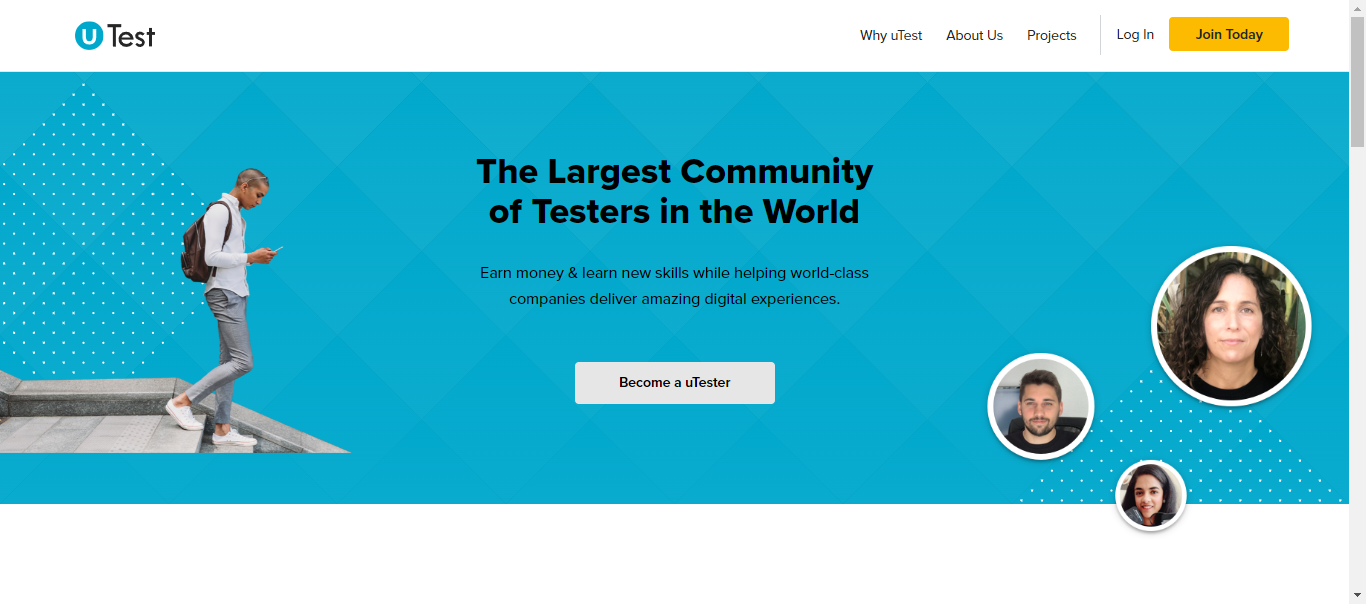 uTest
Why uTest
About Us
Projects
Log In
Join Today
The Largest Community
of Testers in the World
Earn money & learn new skills while helping world-class
companies deliver amazing digital experiences.
Become a uTester